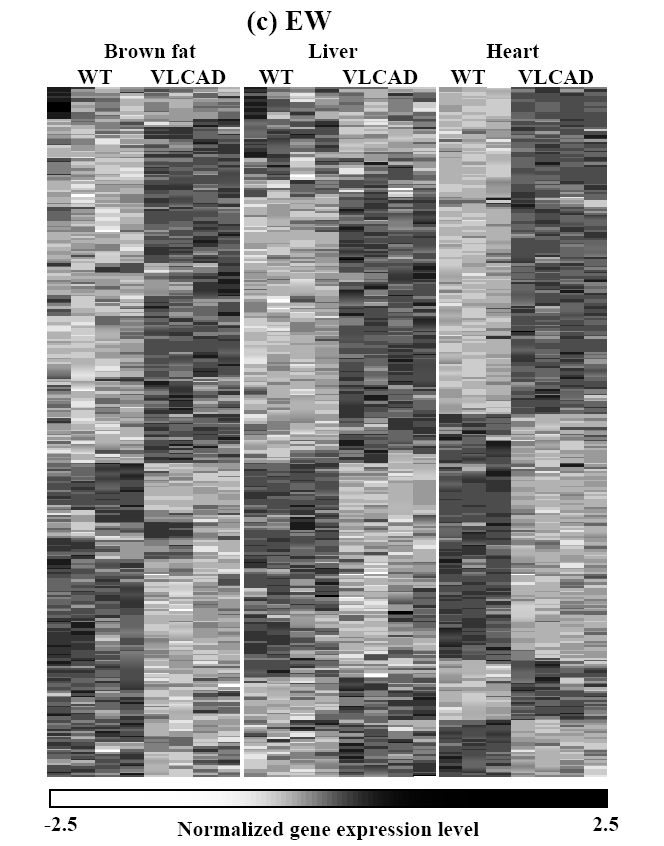 (c) EW
Brown fat Liver Heart
WT VLCAD WT VLCAD WT VLCAD
-2.5 Normalized gene expression level 2.5